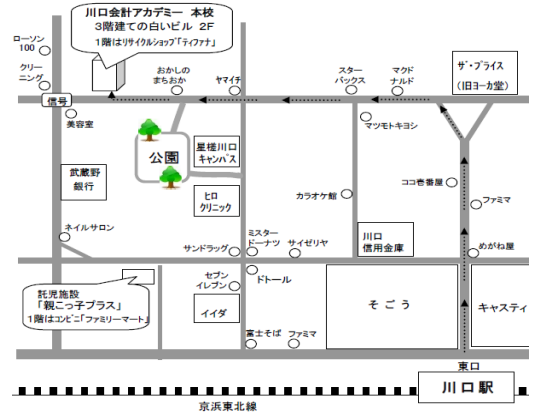 川口会計アカデミー 本校
3階建ての白いビル 2F
1階はリサイクルショップ「ティファナ」
ローソン
100
クリー
ニング
信号
美容室
おかしの
まちおか
ヤマイチ
スター
バックス
マクド
ナルド
ザ・プライス
(旧ヨーカ堂)
マツモトキヨシ
公園
星槎川口
キャンパス
武蔵野
銀行
ヒロ
クリニック
カラオケ館
ココ壱番屋
ファミマ
ネイルサロン
サンドラッグ
ミスター
ドーナツ
サイゼリヤ
川口
信用金庫
めがね屋
託児施設
「親こっ子プラス」
1階はコンビニ「ファミリーマート」
セブン
イレブン
ドトール
イイダ
そごう
キャスティ
富士そば
ファミマ
東口
川口駅
京浜東北線